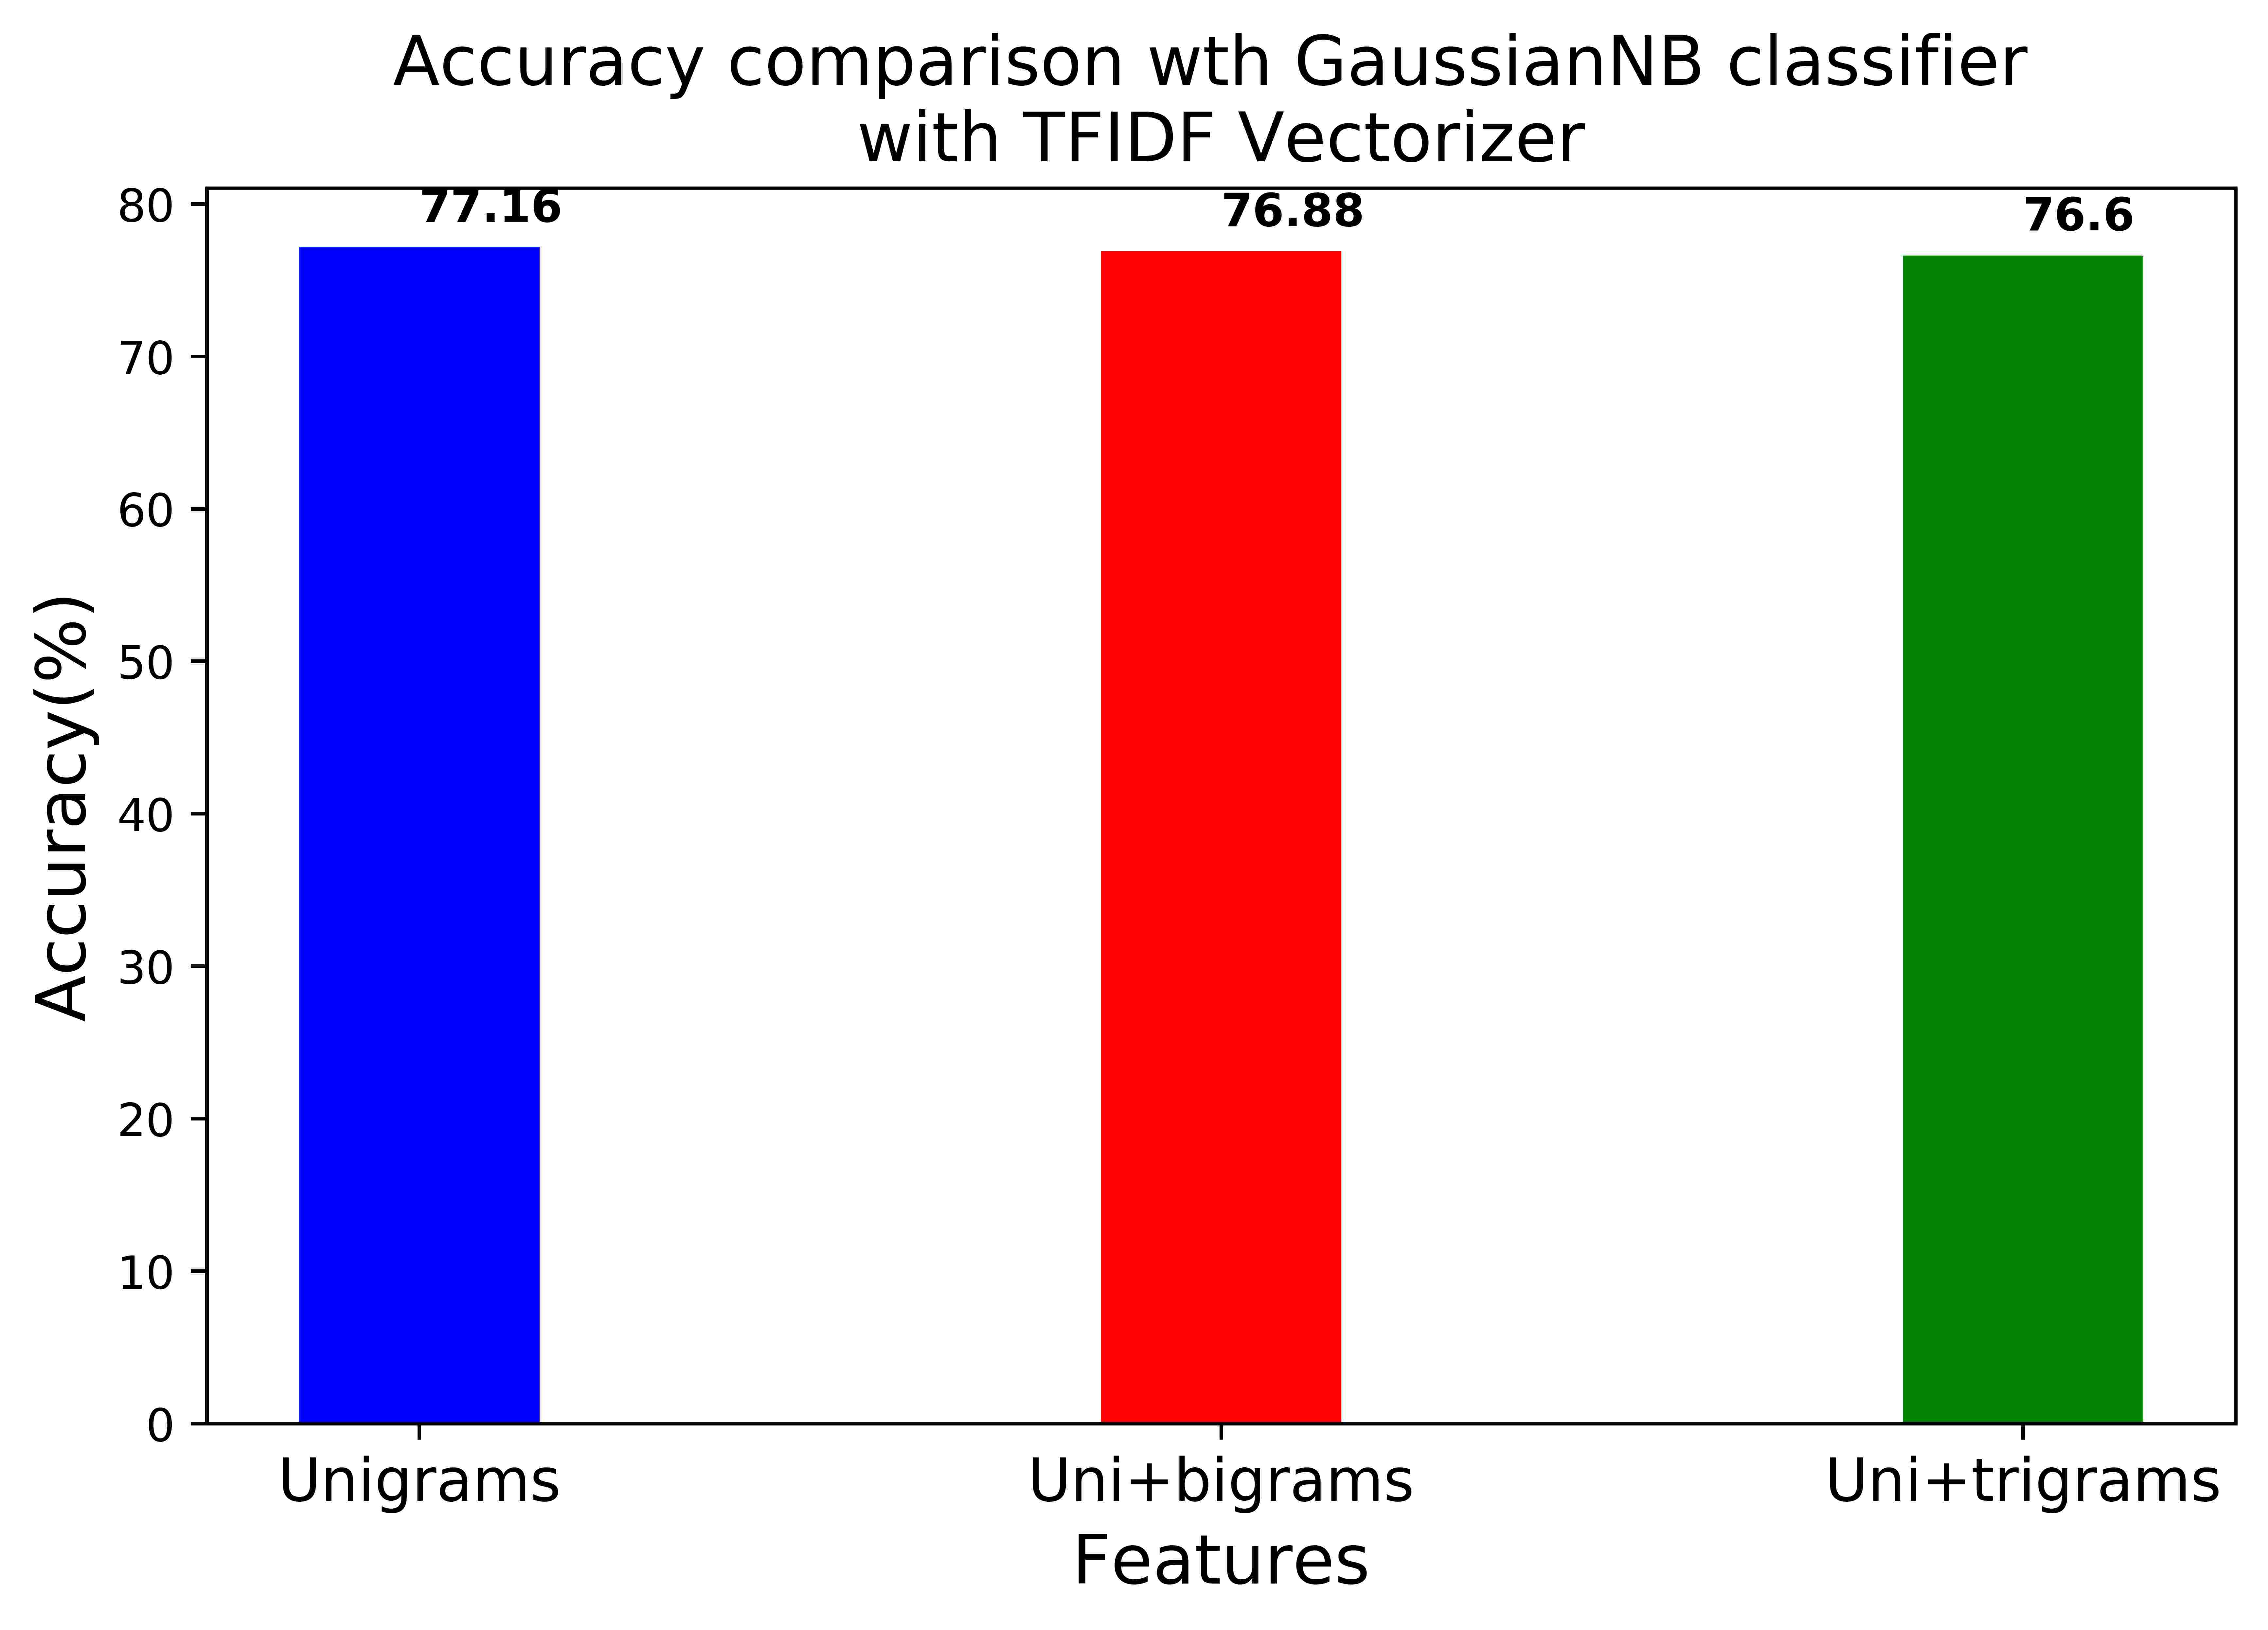 Accuracy comparison wth GaussianNB classifier
with TFIDF Vectorizer
77.16
76.88
76.6
80
70
60
50
40
30
20
10
0
Accuracy(%)
Unigrams
Uni+bigrams
Uni+trigrams
Features